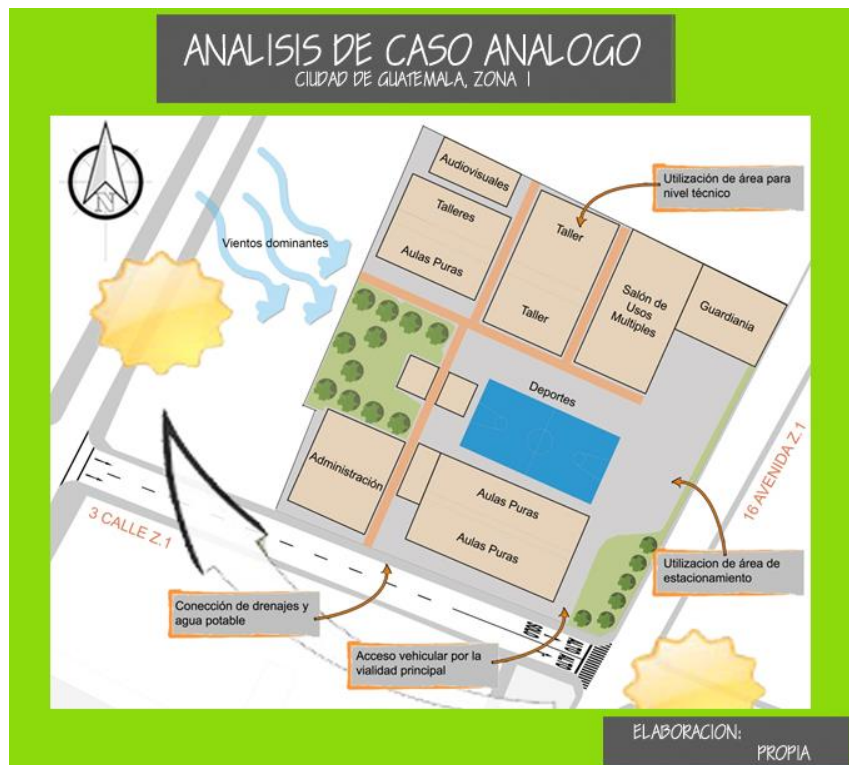 ANALISIS DE CASO ANALOGO
CIUDAD DE GUATEMALA, ZONA 1
N
Audiovisuales
Talleres
Aulas Puras
Vientos dominantes
Taller
Taller
Salón de
Usos
Multiples
Guardianía
Utilización de área para
nivel técnico
Deportes
Administración
Aulas Puras
Aulas Puras
3 CALLE Z.1
16 AVENIDA Z.1
Utilizacion de área de
estacionamiento
Conección de drenajes y
agua potable
Acceso vehicular por la
vialidad principal
SOLO
ALTO
ALTO
ELABORACION:
PROPIA